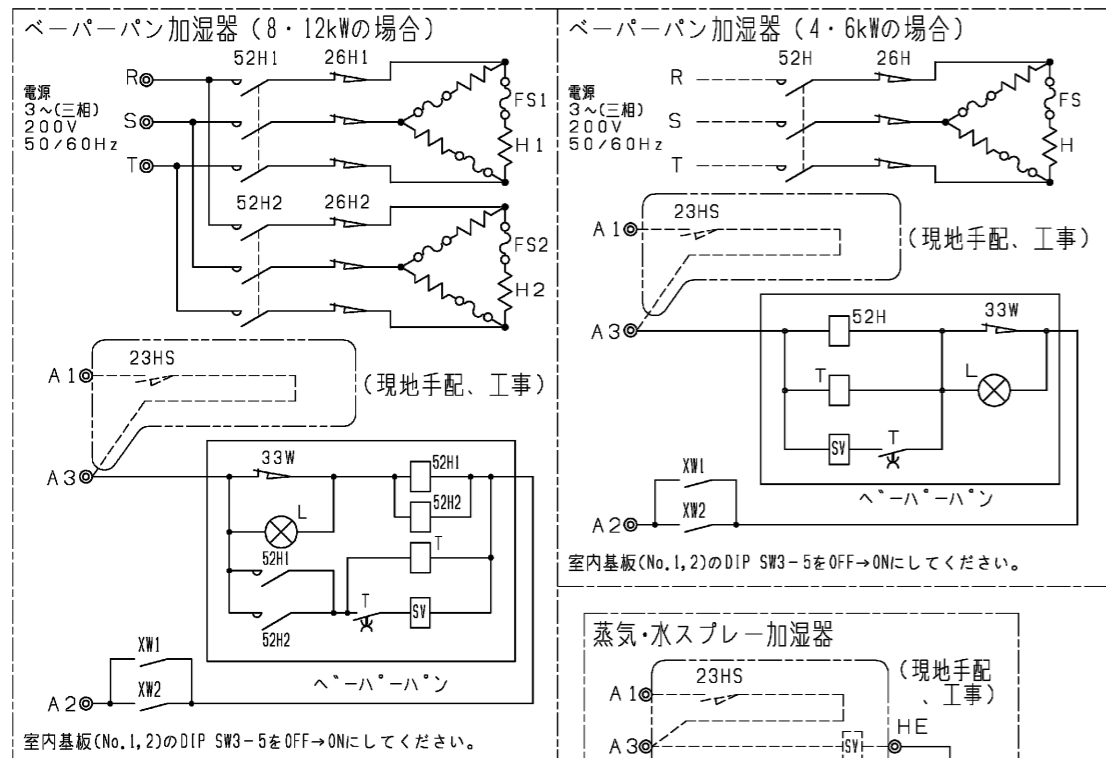 ベーパーパン加湿器(8・12kWの場合)
52H1
26H1
R
電源
3~(三相)
200V
50/60Hz
S
T
FS1
H1
52H2
26H2
FS2
H2
23HS
A1
(現地手配、工事)
A3
33W
52H1
52H2
L
T
52H1
T
SV
52H2
XW1
XW2
ベーパーパン
A2
室内基板(No.1,2)のDIP SW3-5をOFF→ONにしてください。
ベーパーパン加湿器(4・6kWの場合)
52H
26H
R
電源
3~(三相)
200V
50/60Hz
S
T
FS
H
23HS
A1
(現地手配、工事)
A3
52H
33W
T
L
SV
T
XW1
XW2
ベーパーパン
A2
室内基板(No.1,2)のDIP SW3-5をOFF→ONにしてください。
蒸気・水スプレー加湿器
23HS
(現地手配
、工事)
A1
HE
A3
SV